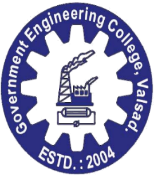 Government Engineering College, Valsad.
ESTD. : 2004